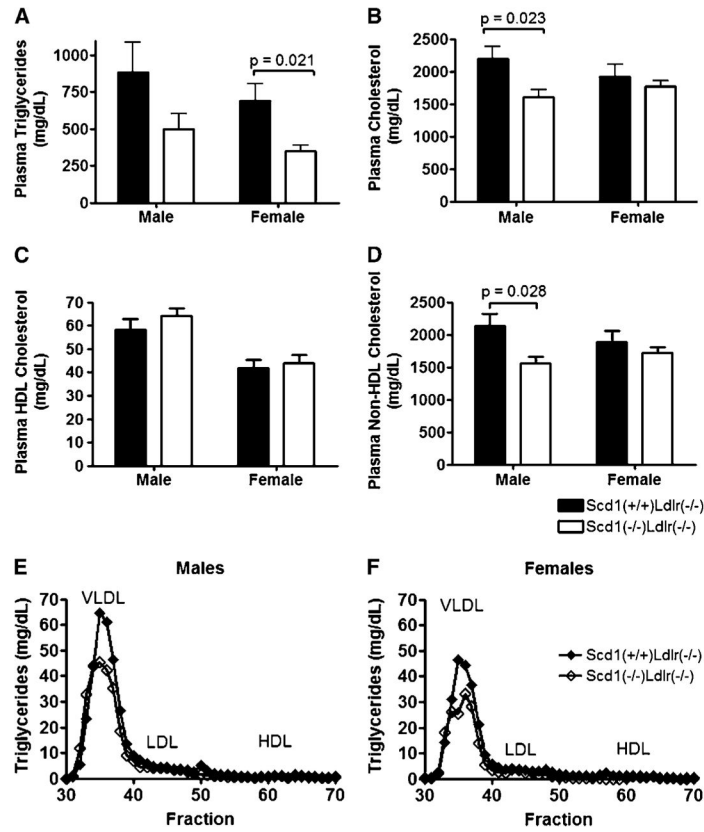 A
Plasma Triglycerides
(mg/dL)
1000
750
500
250
0
p = 0.021
Male
Female
B
Plasma Cholesterol
(mg/dL)
2500
2000
1500
1000
500
0
p = 0.023
Male
Female
C
Plasma HDL Cholesterol
(mg/dL)
70
60
50
40
30
20
10
0
Male
Female
D
Plasma Non-HDL Cholesterol
(mg/dL)
2500
2000
1500
1000
500
0
p = 0.028
Male
Female
Scd1(+/+)Ldlr(-/-)
Scd1(-/-)Ldlr(-/-)
E
Males
Triglycerides (mg/dL)
70
60
50
40
30
20
10
0
VLDL
LDL
HDL
30
40
50
60
70
Fraction
F
Females
Triglycerides (mg/dL)
70
60
50
40
30
20
10
0
VLDL
Scd1(+/+)Ldlr(-/-)
Scd1(-/-)Ldlr(-/-)
LDL
HDL
30
40
50
60
70
Fraction